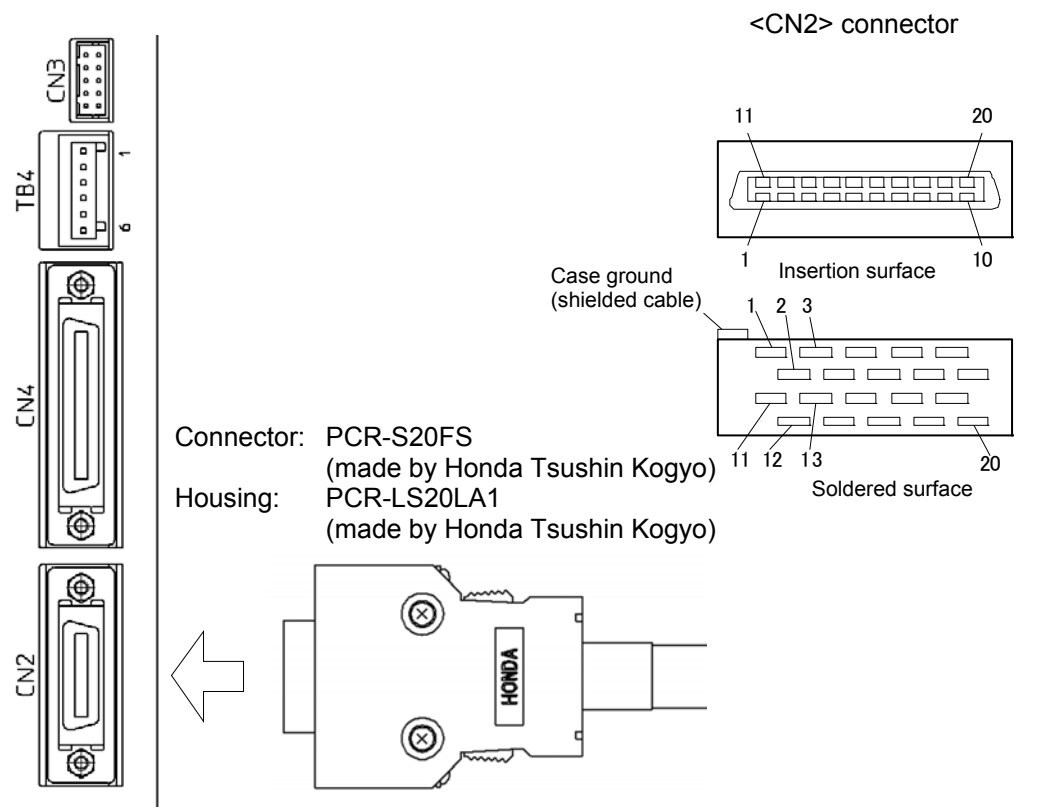 <CN2> connector
CN3
1
TB4
6
CN4
CN2
11
20
1
10
Insertion surface
Case ground
(shielded cable)
1
2
3
11
12
13
20
Soldered surface
Connector: PCR-S20FS
(made by Honda Tsushin Kogyo)
Housing: PCR-LS20LA1
(made by Honda Tsushin Kogyo)
HONDA